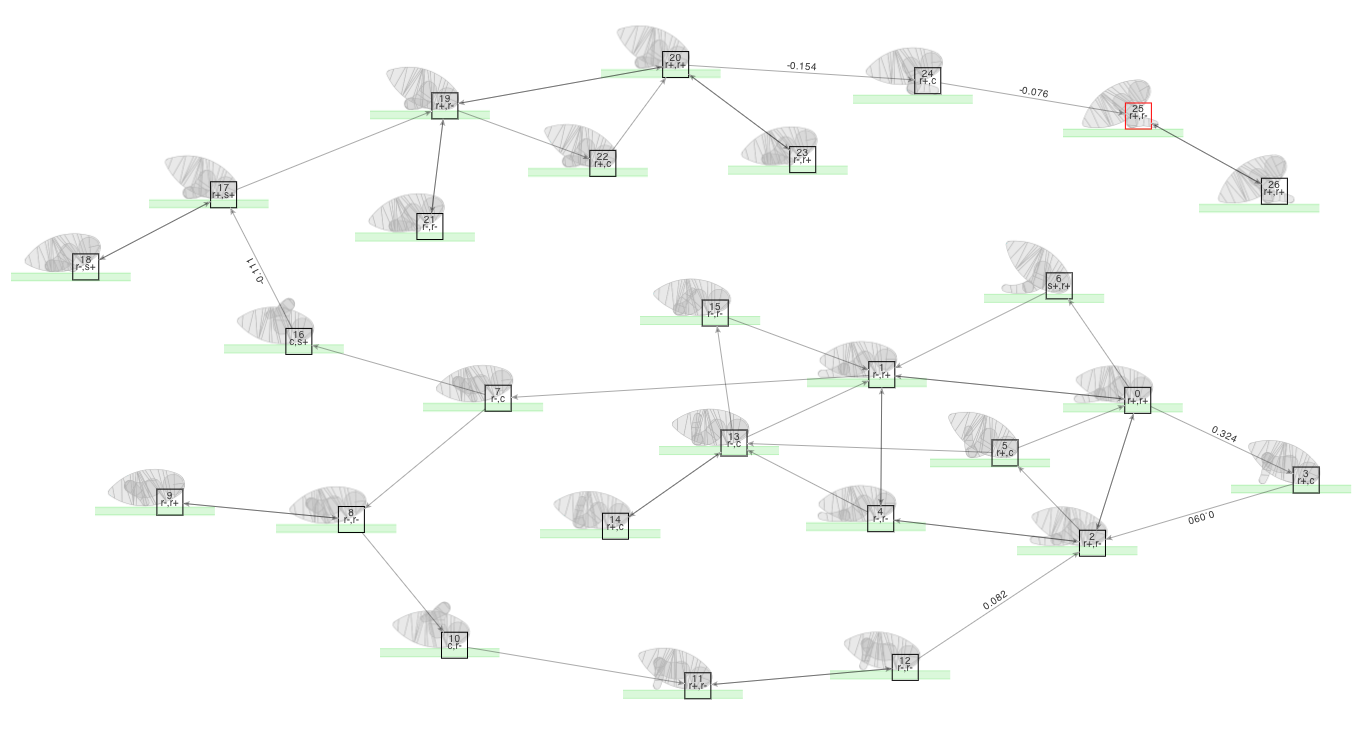 20
r+,r+
-0.154
24
r+,c
-0.076
19
r+,r-
25
r+,r-
22
r+,c
23
r-,r+
17
r+,s+
26
r+,r+
21
r-,r-
18
r-,s+
-0.111
6
s+,r+
15
r-,r-
16
c,s+
1
r-,r+
7
r-,c
0
r+,r+
0.324
13
r-,c
5
r+,c
3
r+,c
9
r-,r+
8
r-,r-
14
r+,c
4
r-,r-
0.090
2
r+,r-
0.082
10
c,r-
12
r-,r-
11
r+,r-